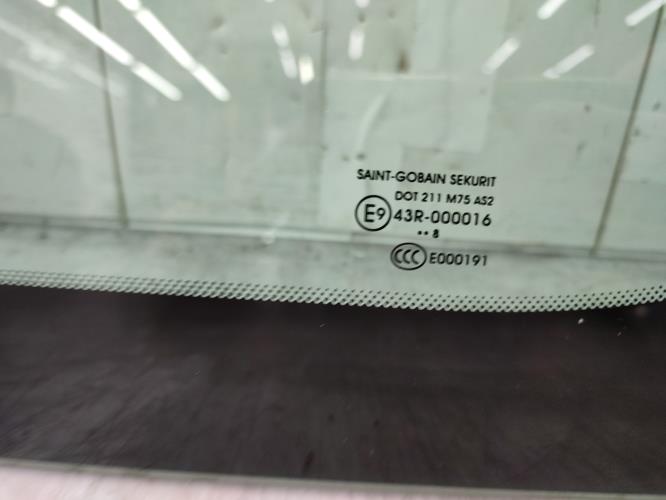 SAINT-GOBAIN SEKURIT
DOT 211 M75 AS2
E9 43R-000016
•• 8
CCC E000191